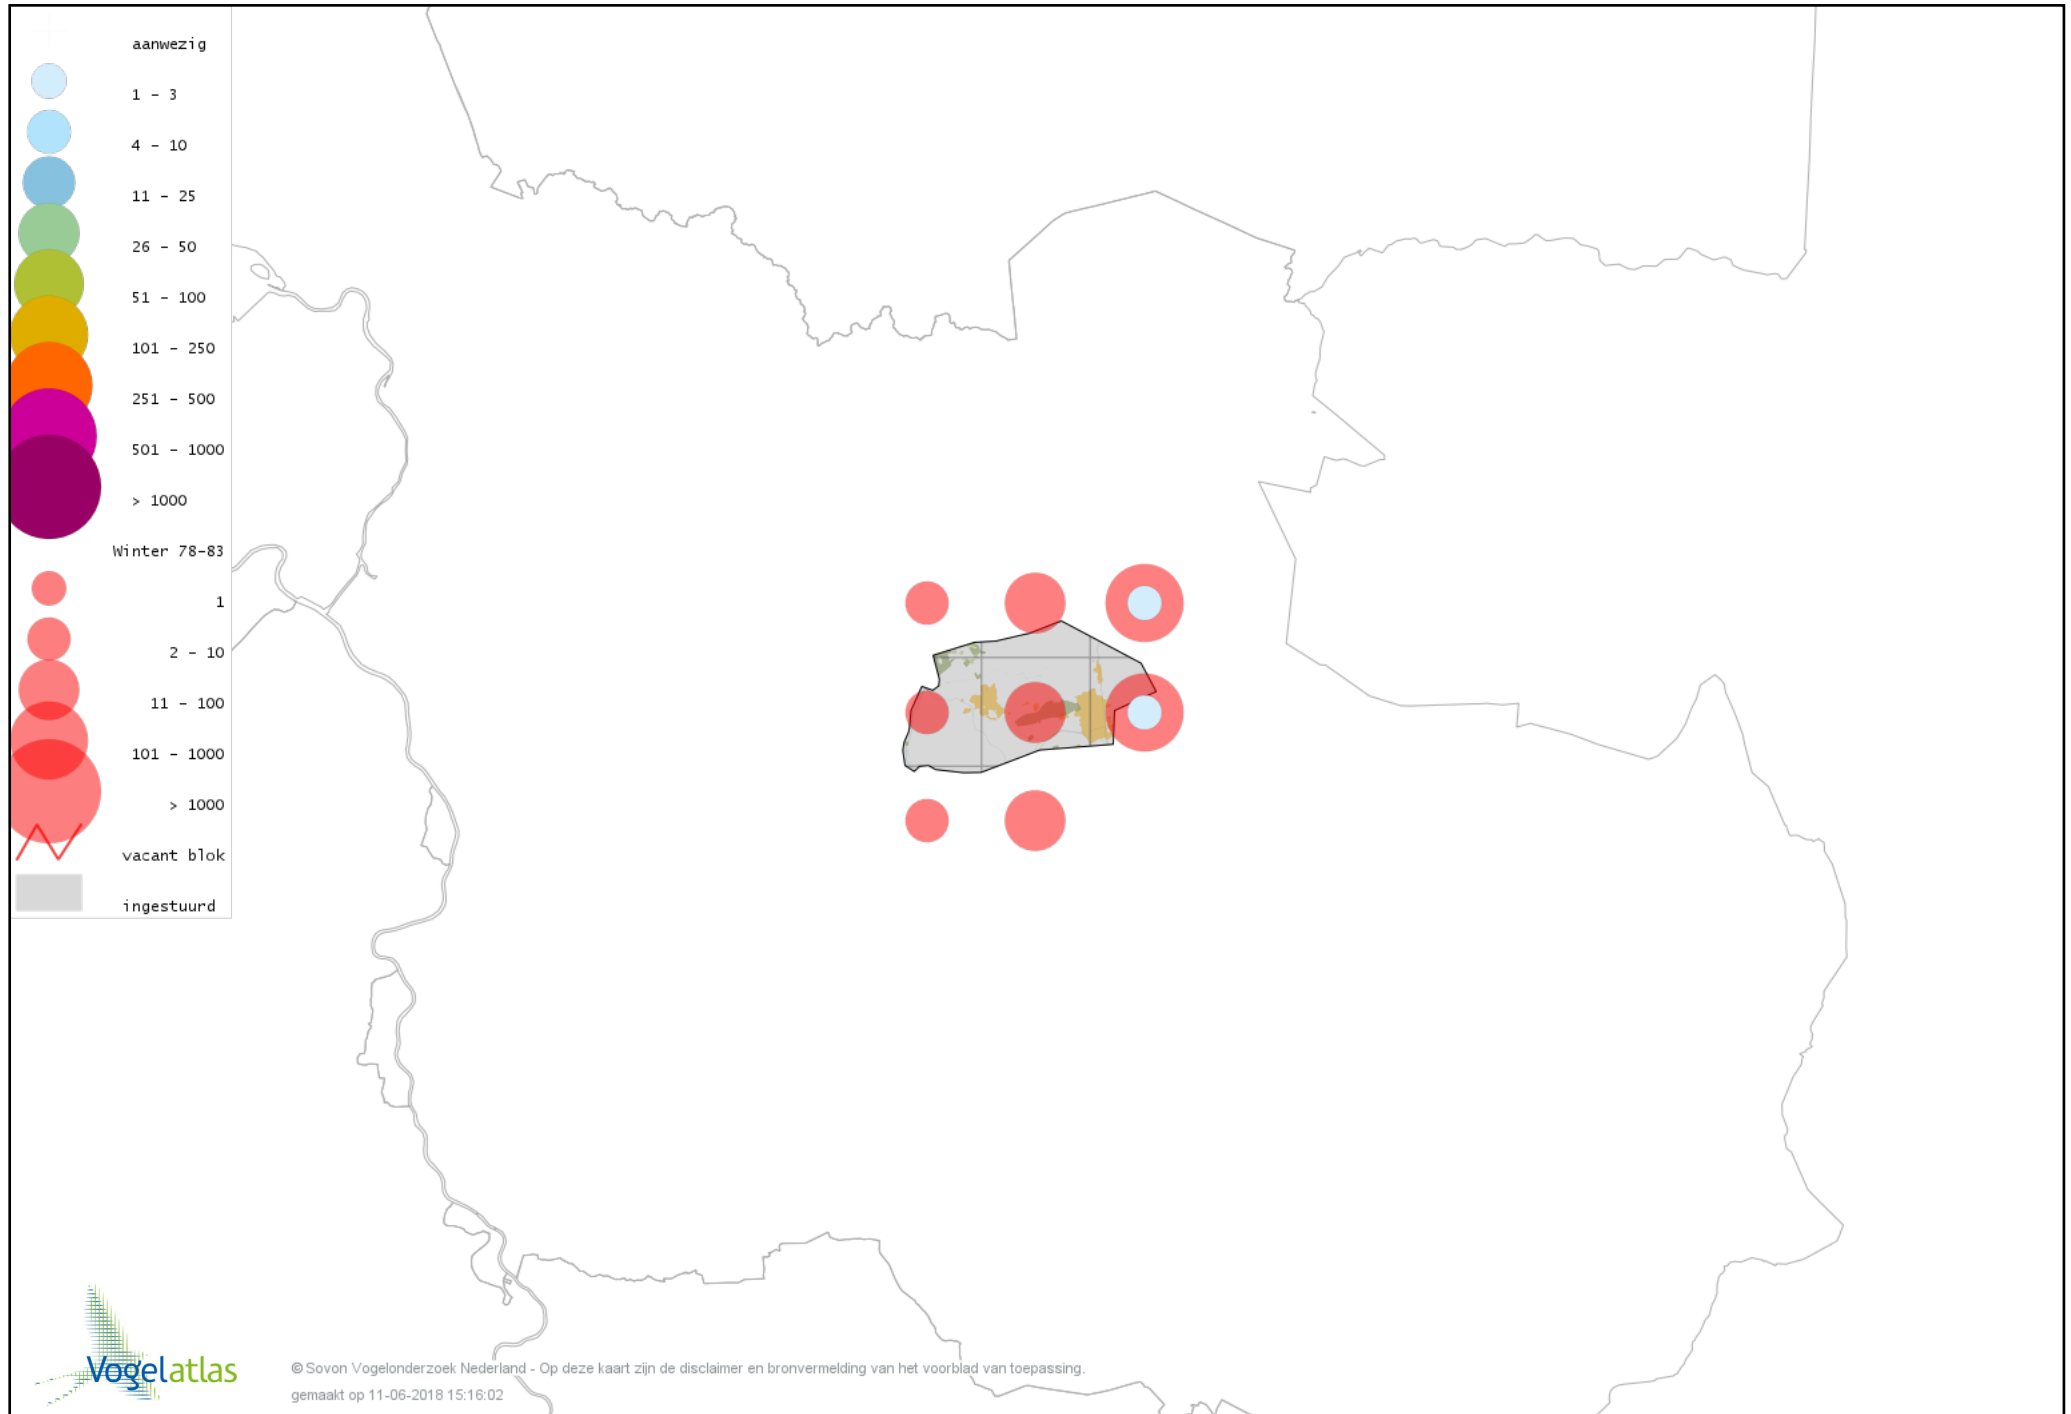 aanwezig
1 - 3
4 - 10
11 - 25
26 - 50
51 - 100
101 - 250
251 - 500
501 - 1000
> 1000
Winter 78-83
1
2 - 10
11 - 100
101 - 1000
> 1000
vacant blok
ingestuurd
Vogelatlas
© Sovon Vogelonderzoek Nederland - Op deze kaart zijn de disclaimer en bronvermelding van het voorblad van toepassing.
gemaakt op 11-06-2018 15:16:02